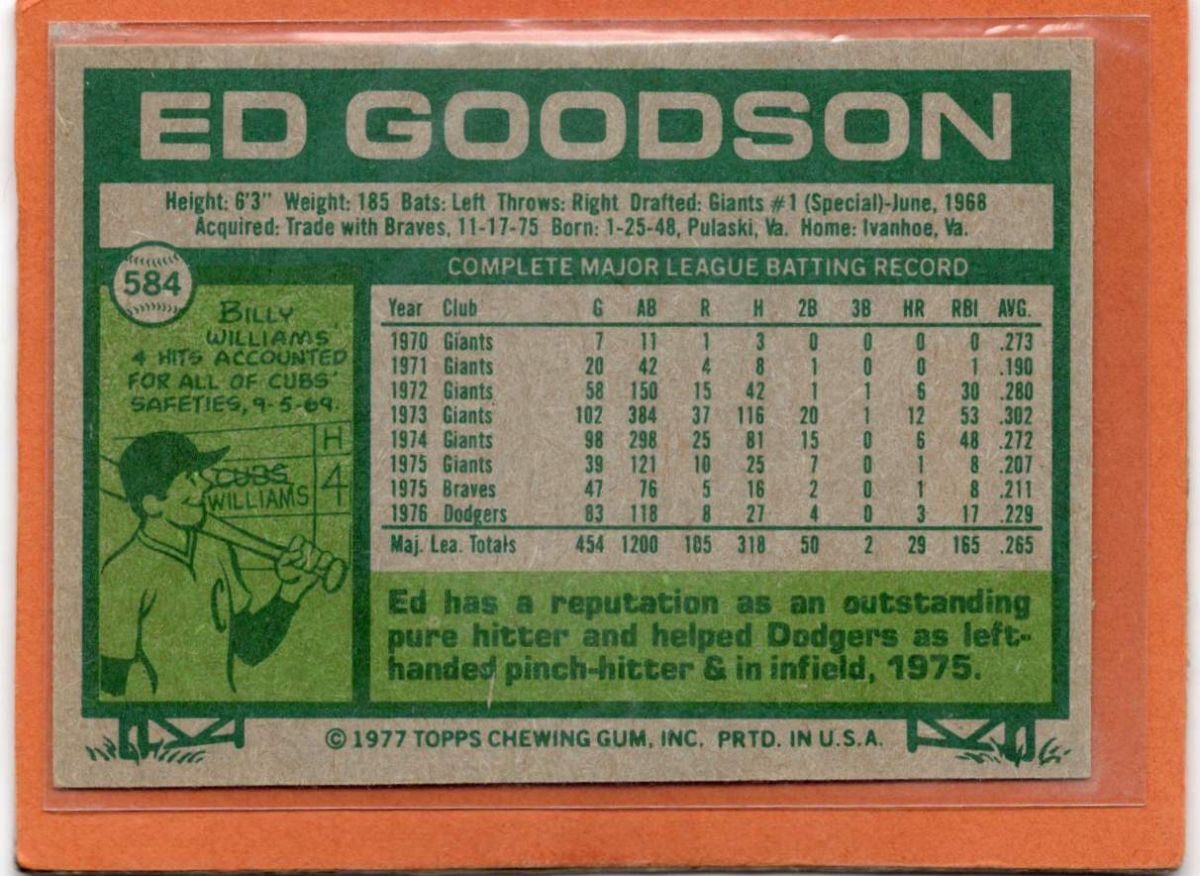 ED GOODSON
Height: 6'3" Weight: 185 Bats: Left Throws: Right Drafted: Giants #1 (Special)-June, 1968
Acquired: Trade with Braves, 11-17-75 Born: 1-25-48, Pulaski, Va. Home: Ivanhoe, Va.
584
BILLY
WILLIAMS'
4 HITS ACCOUNTED
FOR ALL OF CUBS'
SAFETIES, 9-5-69.
H
CUBS
WILLIAMS 4
C
COMPLETE MAJOR LEAGUE BATTING RECORD
Year Club G AB R H 2B 3B HR RBI AVG.
1970 Giants 7 11 1 3 0 0 0 0 .273
1971 Giants 20 42 4 8 1 0 0 1 .190
1972 Giants 58 150 15 42 1 1 6 30 .280
1973 Giants 102 384 37 116 20 1 12 53 .302
1974 Giants 98 298 25 81 15 0 6 48 .272
1975 Giants 39 121 10 25 7 0 1 8 .207
1975 Braves 47 76 5 16 2 0 1 8 .211
1976 Dodgers 83 118 8 27 4 0 3 17 .229
Maj. Lea. Totals 454 1200 105 318 50 2 29 165 .265
Ed has a reputation as an outstanding
pure hitter and helped Dodgers as left-
handed pinch-hitter & in infield, 1975.
© 1977 TOPPS CHEWING GUM, INC. PRTD. IN U.S.A.